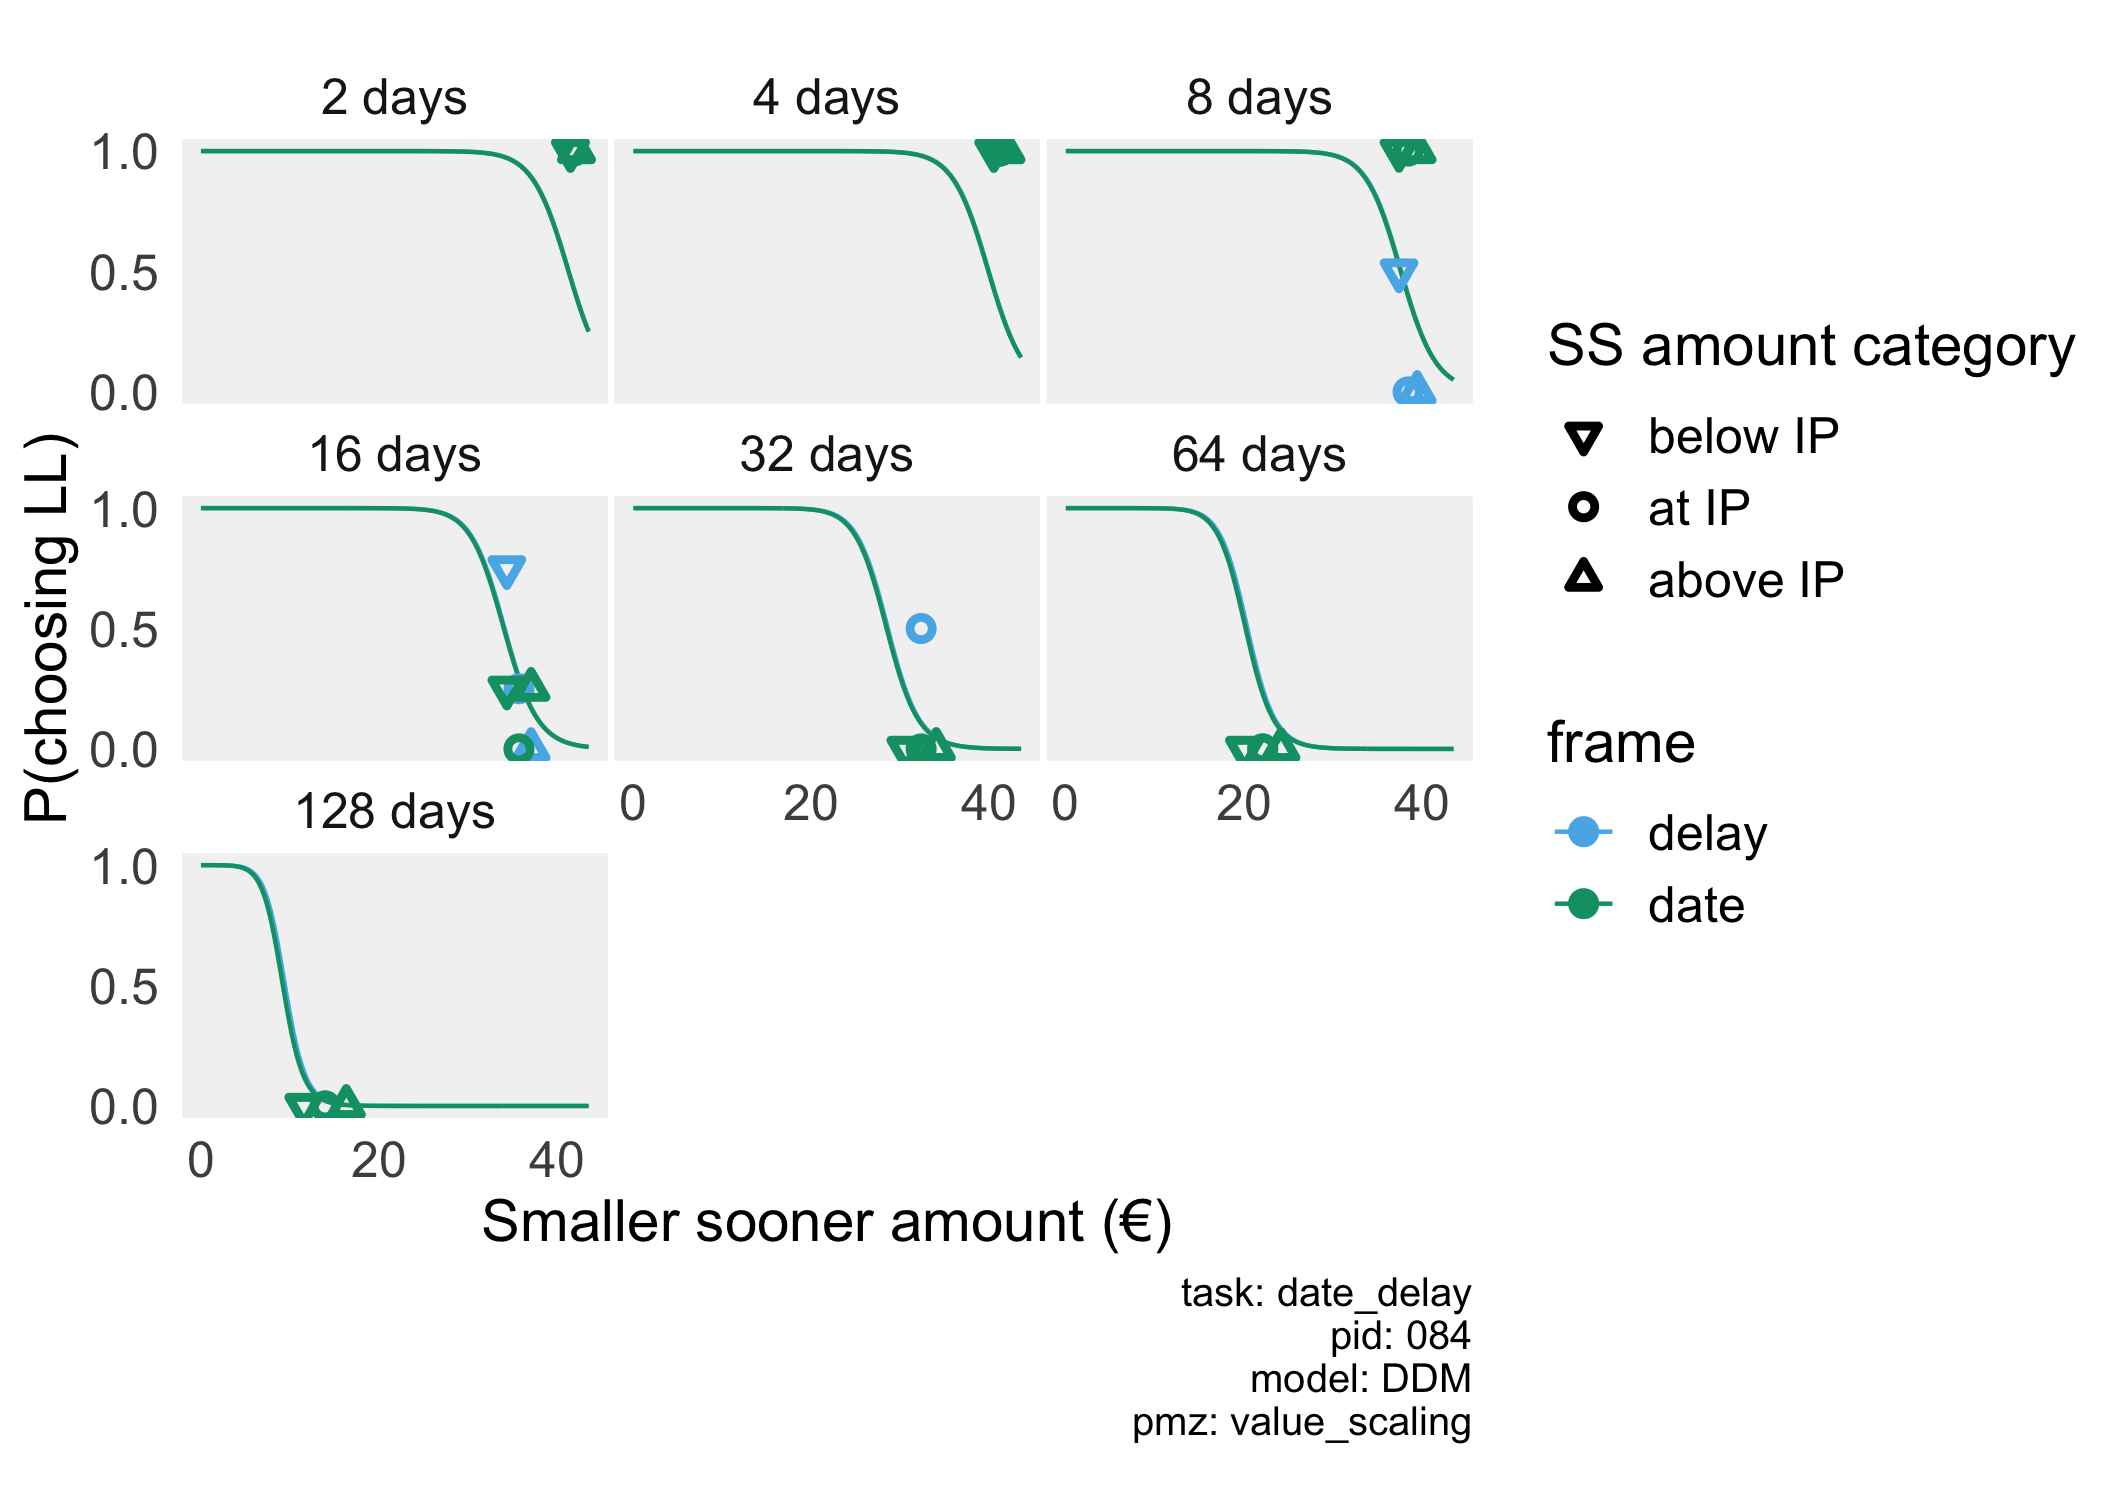 2 days
4 days
8 days
1.0
0.5
0.0
16 days
32 days
64 days
1.0
0.5
0.0
128 days
0
20
40
0
20
40
1.0
0.5
0.0
0
20
40
P(choosing LL)
Smaller sooner amount (€)
SS amount category
below IP
at IP
above IP
frame
delay
date
task: date_delay
pid: 084
model: DDM
pmz: value_scaling